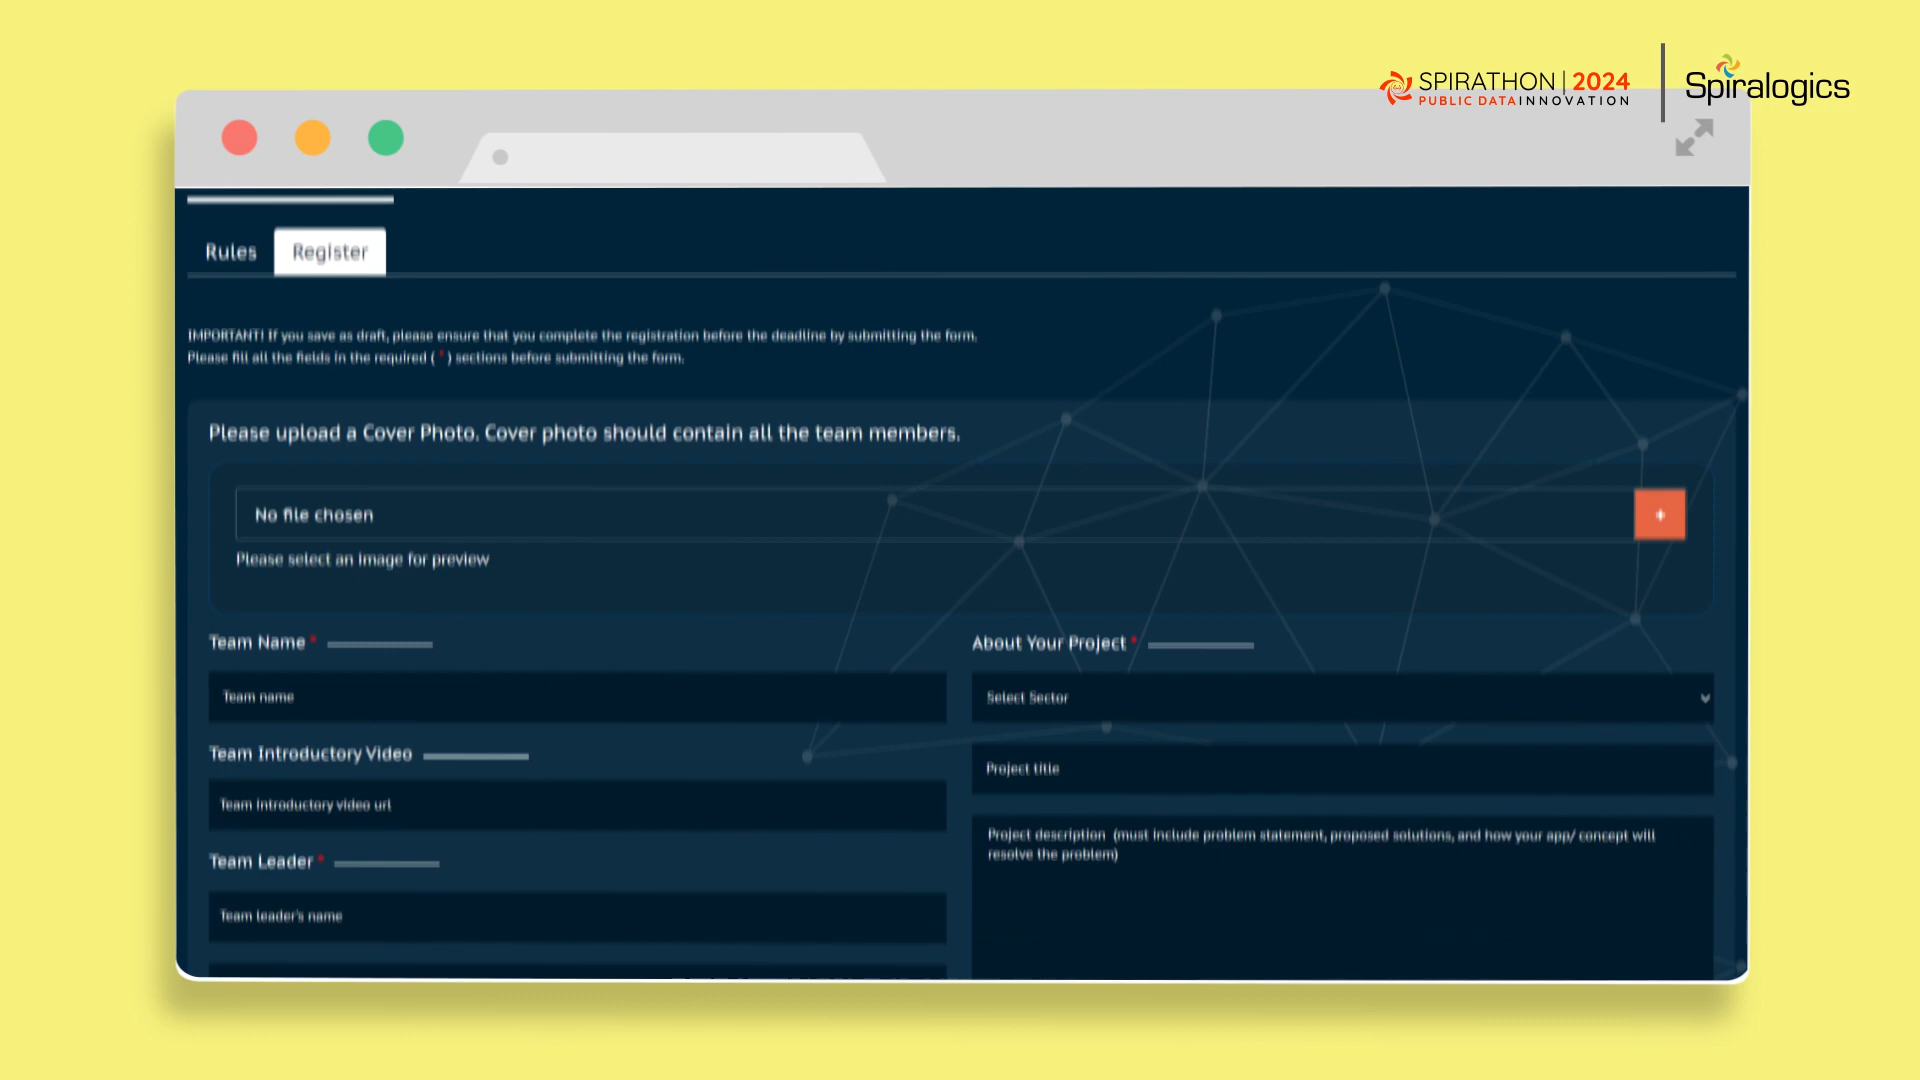 SPIRATHON | 2024
PUBLIC DATA INNOVATION
Spiralogics
Rules
Register
IMPORTANT! If you save as draft, please ensure that you complete the registration before the deadline by submitting the form.
Please fill all the fields in the required ( * ) sections before submitting the form.
Please upload a Cover Photo. Cover photo should contain all the team members.
No file chosen
+
Please select an image for preview
Team Name *
Team name
Team Introductory Video
Team introductory video url
Team Leader *
Team leader's name
About Your Project *
Select Sector
Project title
Project description (must include problem statement, proposed solutions, and how your app/ concept will
resolve the problem)